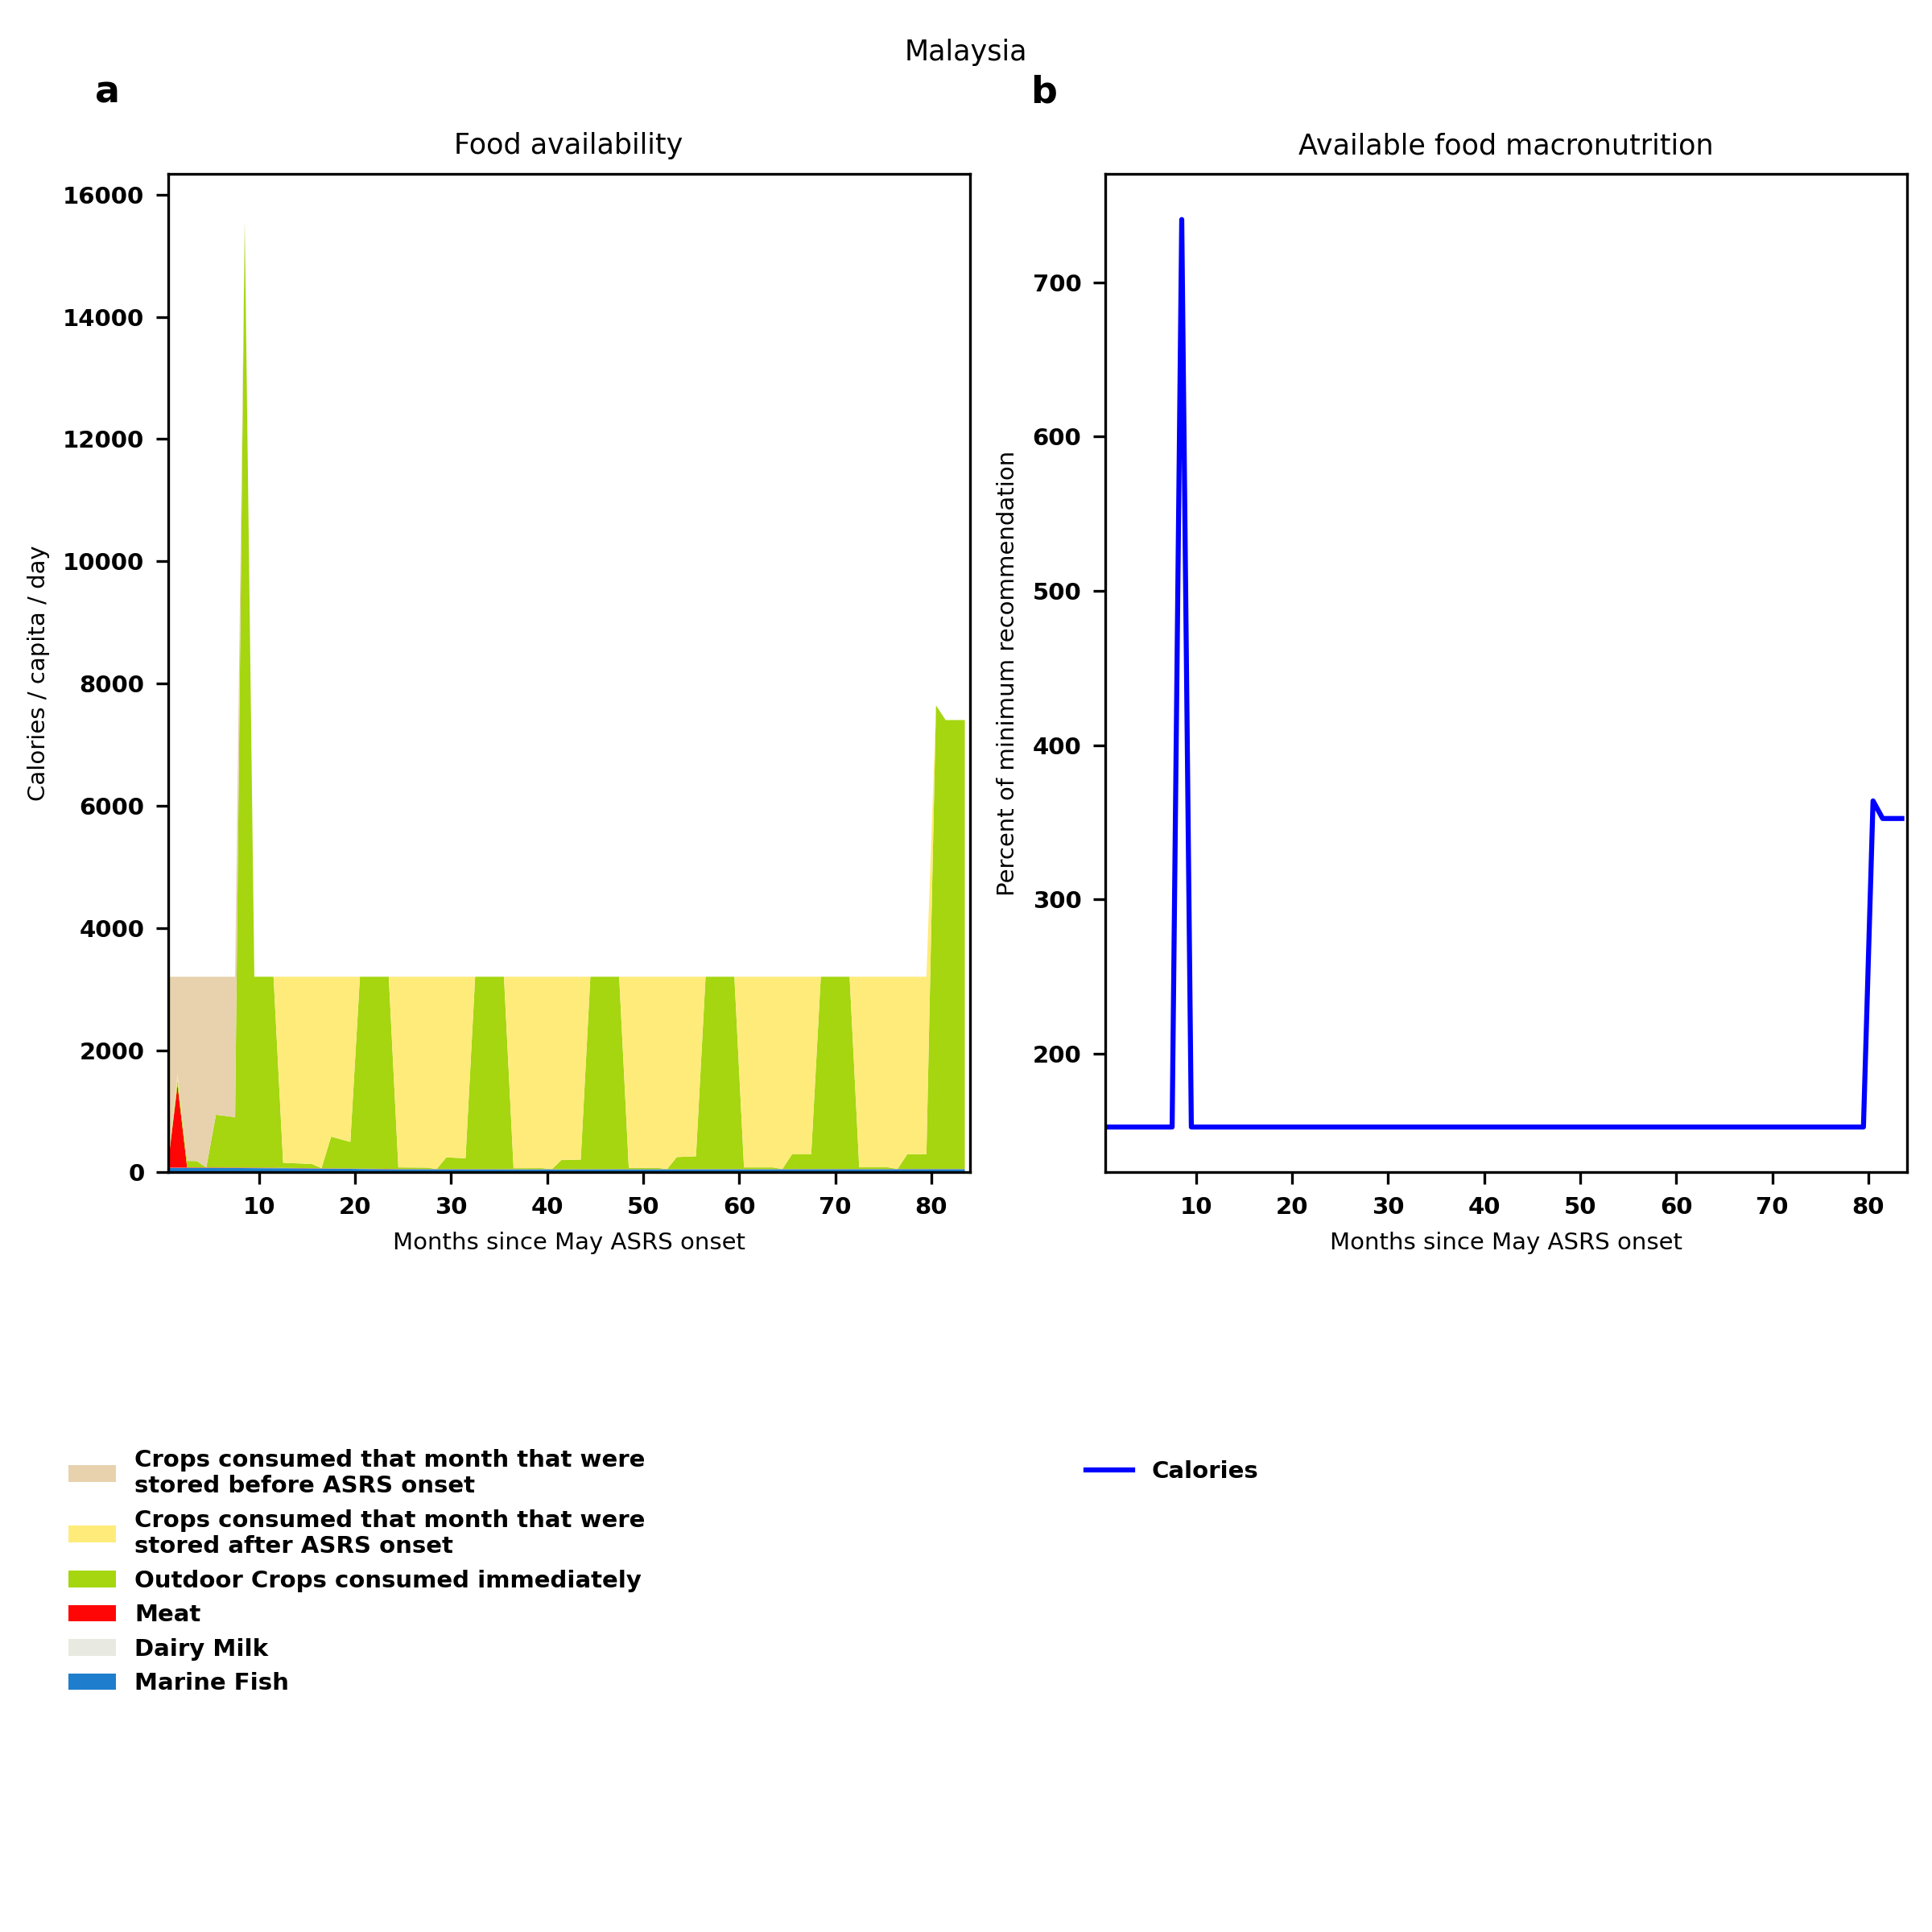 Malaysia
a
Food availability
16000
14000
12000
10000
8000
6000
4000
2000
0
Calories / capita / day
10 20 30 40 50 60 70 80
Months since May ASRS onset
b
Available food macronutrition
700
600
500
400
300
200
Percent of minimum recommendation
10 20 30 40 50 60 70 80
Months since May ASRS onset
Crops consumed that month that were
stored before ASRS onset
Crops consumed that month that were
stored after ASRS onset
Outdoor Crops consumed immediately
Meat
Dairy Milk
Marine Fish
Calories